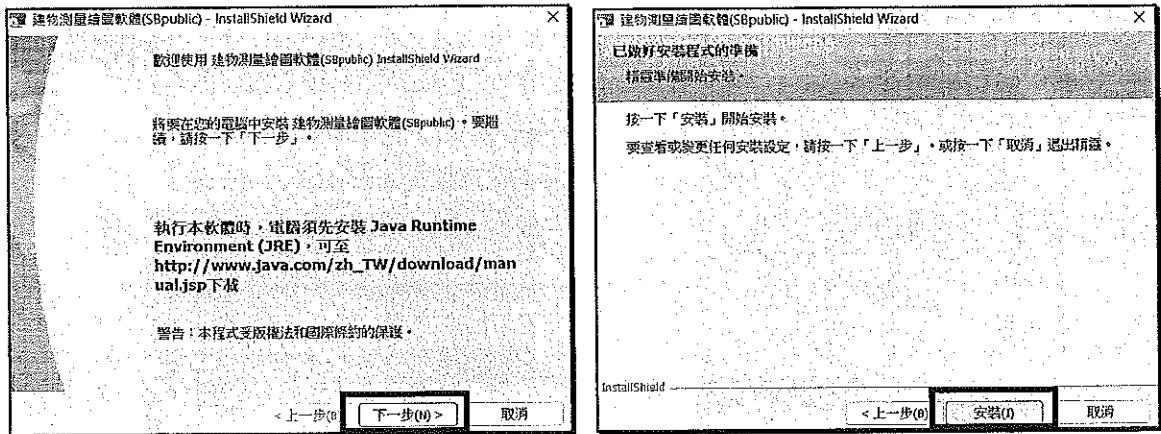 建物測量繪圖軟體(SBpublic) - InstallShield Wizard
歡迎使用 建物測量繪圖軟體(SBpublic) InstallShield Wizard
將要在您的電腦中安裝 建物測量繪圖軟體(SBpublic)。要繼
續，請按一下「下一步」。
執行本軟體時，電腦須先安裝 Java Runtime
Environment (JRE)，可至
http://www.java.com/zh_TW/download/man
ual.jsp下載
警告：本程式受版權法和國際條約的保護。
< 上一步(B
下一步(N) >
取消
建物測量繪圖軟體(SBpublic) - InstallShield Wizard
已做好安裝程式的準備
精靈準備開始安裝。
按一下「安裝」開始安裝。
要查看或變更任何安裝設定，請按一下「上一步」。或按一下「取消」退出精靈。
InstallShield
< 上一步(B)
安裝(I)
取消